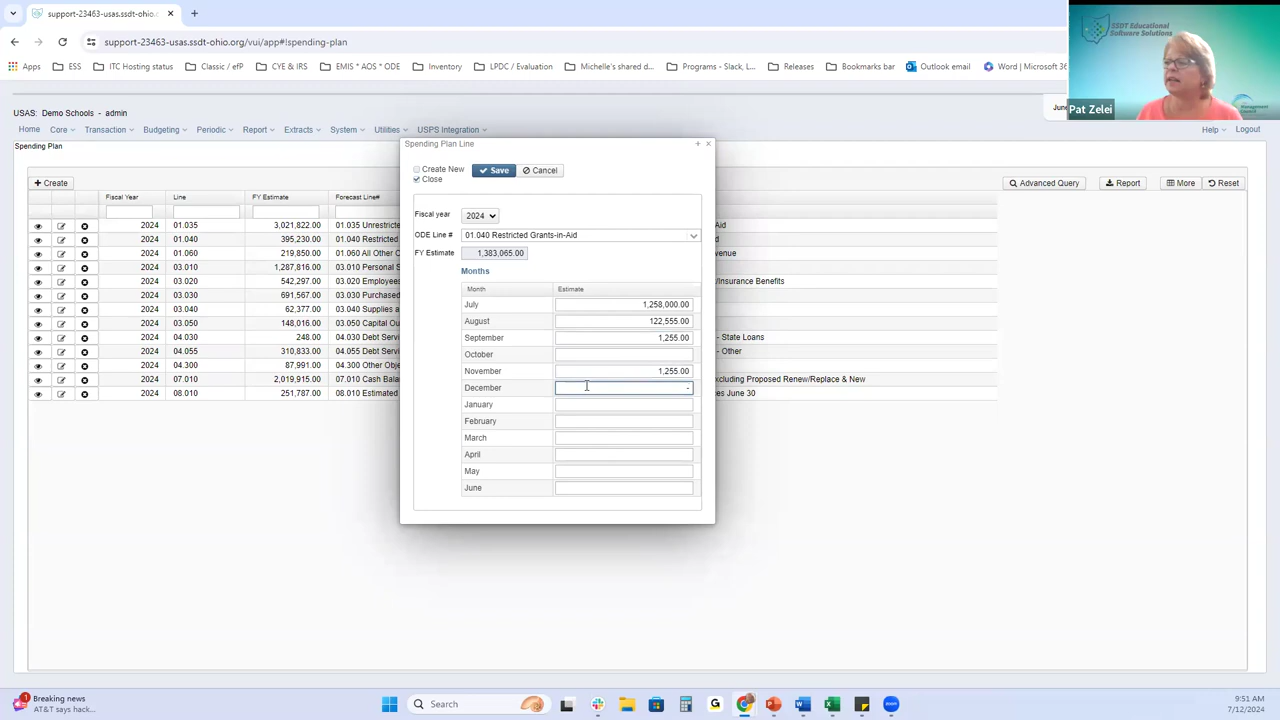 support-23463-usas.ssdt-ohio.o
support-23463-usas.ssdt-ohio.org/vui/app#!spending-plan
Apps ESS ITC Hosting status Classic / efP CYE & IRS EMIS * AOS * ODE Inventory LPDC / Evaluation Michelle's shared d... Programs - Slack, L... Releases Bookmarks bar Outlook email Word | Microsoft 36
SSDT Educational
Software Solutions
Pat Zelei
June
USAS: Demo Schools - admin
Home Core Transaction Budgeting Periodic Report Extracts System Utilities USPS Integration Help Logout
Spending Plan
Create Advanced Query Report More Reset
Fiscal Year Line FY Estimate Forecast Line#
2024 01.035 3,021,822.00 01.035 Unrestricte -Aid
2024 01.040 395,230.00 01.040 Restricted
2024 01.060 219,850.00 01.060 All Other venue
2024 03.010 1,287,816.00 03.010 Personal S
2024 03.020 542,297.00 03.020 Employees /Insurance Benefits
2024 03.030 691,567.00 03.030 Purchased
2024 03.040 62,377.00 03.040 Supplies a
2024 03.050 148,016.00 03.050 Capital Ou
2024 04.030 248.00 04.030 Debt Serv - State Loans
2024 04.055 310,833.00 04.055 Debt Serv - Other
2024 04.300 87,991.00 04.300 Other Obje
2024 07.010 2,019,915.00 07.010 Cash Bala xcluding Proposed Renew/Replace & New
2024 08.010 251,787.00 08.010 Estimated es June 30
Spending Plan Line
Create New
Close
Save Cancel
Fiscal year 2024
ODE Line # 01.040 Restricted Grants-in-Aid
FY Estimate 1,383,065.00
Months
Month Estimate
July 1,258,000.00
August 122,555.00
September 1,255.00
October
November 1,255.00
December -
January
February
March
April
May
June
1
Breaking news
AT&T says hack...
Search
9:51 AM
7/12/2024